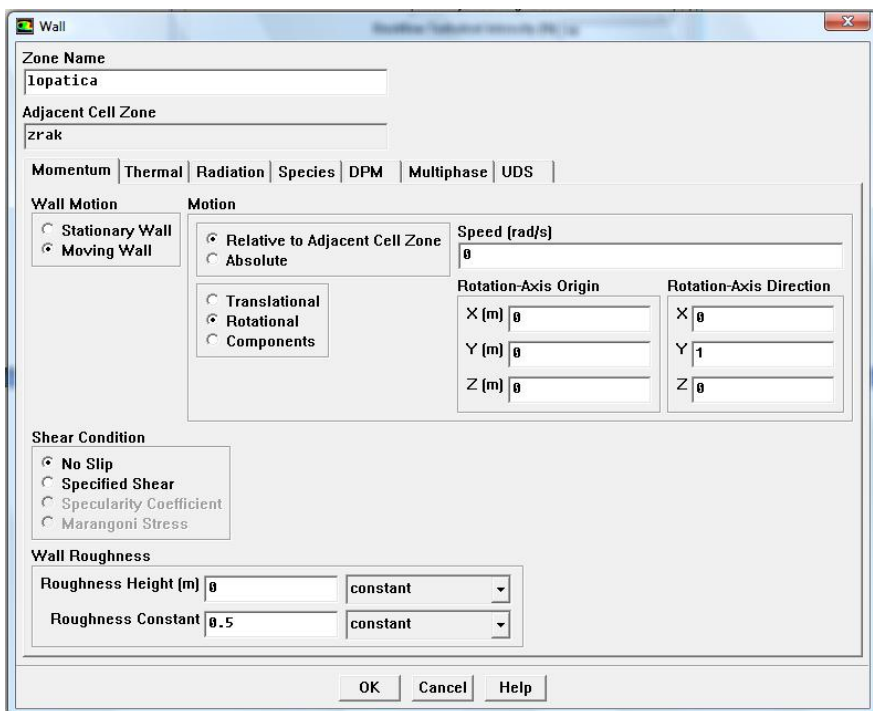 Wall
Zone Name
lopatica
Adjacent Cell Zone
zrak
Momentum Thermal Radiation Species DPM Multiphase UDS
Wall Motion
Stationary Wall
Moving Wall
Motion
Relative to Adjacent Cell Zone
Absolute
Translational
Rotational
Components
Speed (rad/s)
0
Rotation-Axis Origin
X (m) 0
Y (m) 0
Z (m) 0
Rotation-Axis Direction
X 0
Y 1
Z 0
Shear Condition
No Slip
Specified Shear
Specularity Coefficient
Marangoni Stress
Wall Roughness
Roughness Height (m) 0 constant
Roughness Constant 0.5 constant
OK Cancel Help